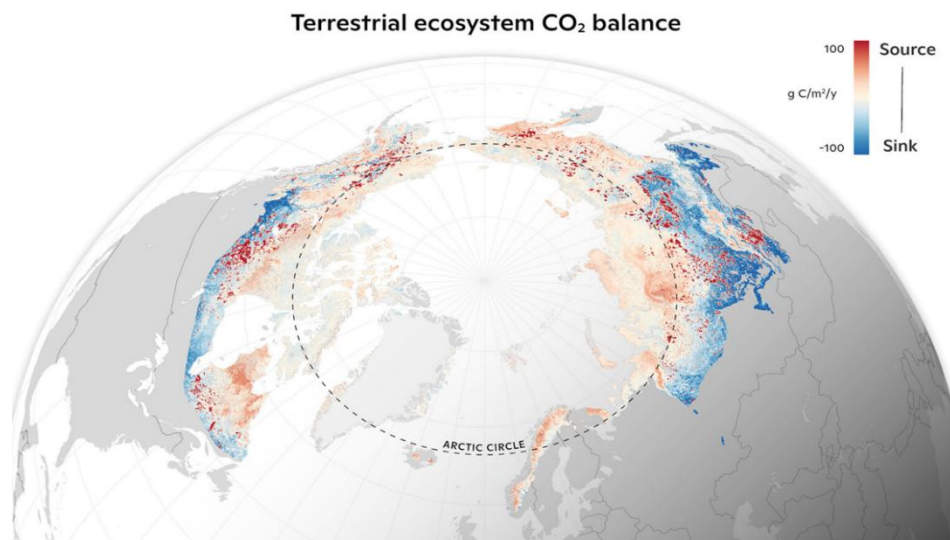 Terrestrial ecosystem CO₂ balance
100
Source
g C/m²/y
-100
Sink
ARCTIC CIRCLE